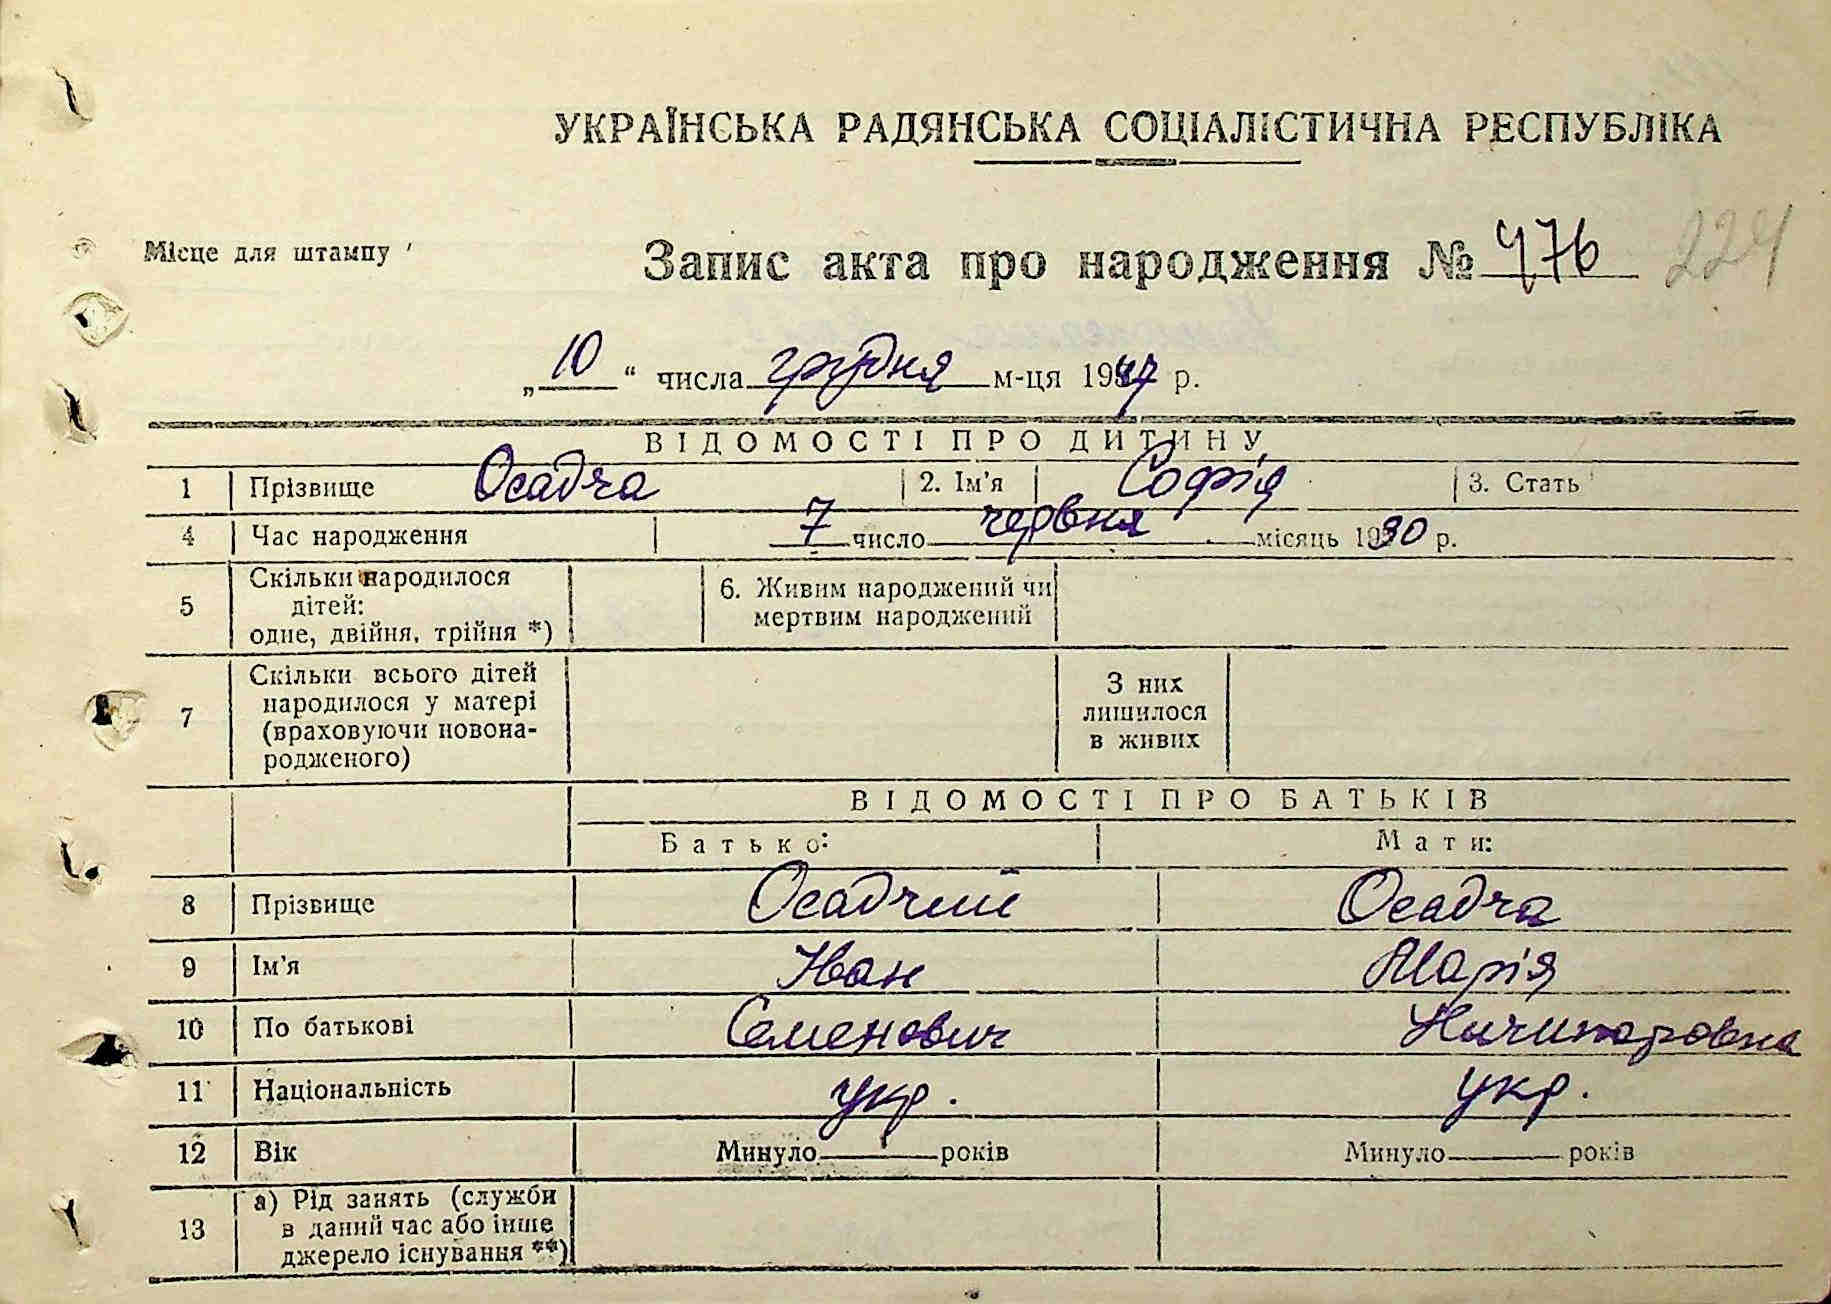 УКРАЇНСЬКА РАДЯНСЬКА СОЦІАЛІСТИЧНА РЕСПУБЛІКА
Місце для штампу
Запис акта про народження № 476 224
„10“ числа грудня м-ця 1947 р.
ВІДОМОСТІ ПРО ДИТИНУ
1 Прізвище Осадча 2. Ім'я Софія 3. Стать
4 Час народження 7 число червня місяць 1930 р.
5 Скільки народилося дітей: одне, двійня, трійня *) 6. Живим народжений чи мертвим народжений
7 Скільки всього дітей народилося у матері (враховуючи новона-родженого) З них лишилося в живих
ВІДОМОСТІ ПРО БАТЬКІВ
Батько: Мати:
8 Прізвище Осадчий Осадча
9 Ім'я Іван Марія
10 По батькові Семенович Ничипоровна
11 Національність укр. укр.
12 Вік Минуло років Минуло років
13 а) Рід занять (служби в даний час або інше джерело існування **)